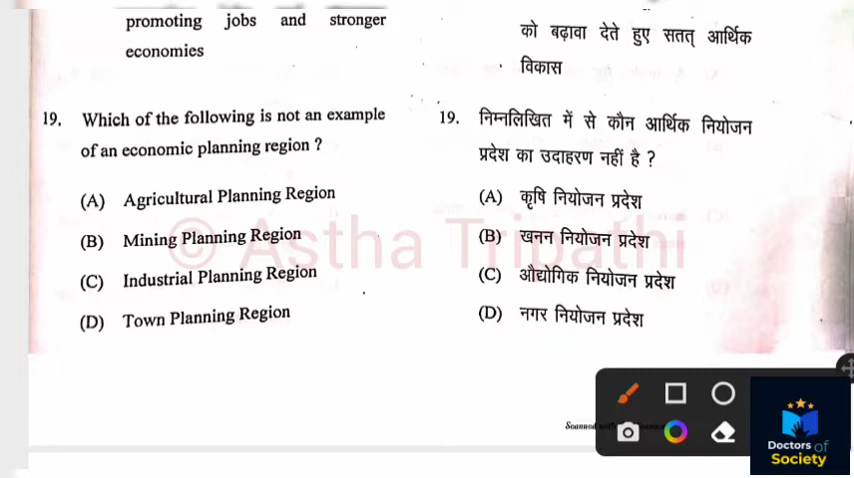 promoting jobs and stronger
economies
19. Which of the following is not an example
of an economic planning region ?
(A) Agricultural Planning Region
(B) Mining Planning Region
(C) Industrial Planning Region
(D) Town Planning Region
को बढ़ावा देते हुए सतत् आर्थिक
विकास
19. निम्नलिखित में से कौन आर्थिक नियोजन
प्रदेश का उदाहरण नहीं है ?
(A) कृषि नियोजन प्रदेश
(B) खनन नियोजन प्रदेश
(C) औद्योगिक नियोजन प्रदेश
(D) नगर नियोजन प्रदेश
© Astha Tripathi
Scanned
Doctors of
Society